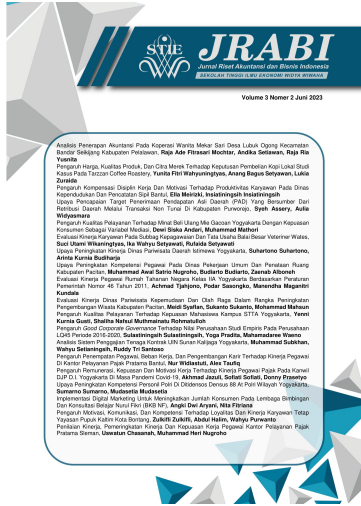 STIE
JRABI
Jurnal Riset Akuntansi dan Bisnis Indonesia
SEKOLAH TINGGI ILMU EKONOMI WIDYA WIWAHA
Volume 3 Nomer 2 Juni 2023
Analisis Penerapan Akuntansi Pada Koperasi Wanita Mekar Sari Desa Lubuk Ogong Kecamatan
Bandar Seikijang Kabupaten Pelalawan, Raja Ade Fitrasari Mochtar, Andika Setiawan, Raja Ria
Yusnita
Pengaruh Harga, Kualitas Produk, Dan Citra Merek Terhadap Keputusan Pembelian Kopi Lokal Studi
Kasus Pada Tarzzan Coffee Roastery, Yunita Fitri Wahyuningtyas, Anang Bagus Setyawan, Lukia
Zuraida
Pengaruh Kompensasi Disiplin Kerja Dan Motivasi Terhadap Produktivitas Karyawan Pada Dinas
Kependudukan Dan Pencatatan Sipil Bantul, Ella Meirizki, Insiatiningsih Insiatiningsih
Upaya Pencapaian Target Penerimaan Pendapatan Asli Daerah (PAD) Yang Bersumber Dari
Retribusi Daerah Melalui Transaksi Non Tunai Di Kabupaten Purworejo, Syeh Assery, Aulia
Widyasmara
Pengaruh Kualitas Pelayanan Terhadap Minat Beli Ulang Mie Gacoan Yogyakarta Dengan Kepuasan
Konsumen Sebagai Variabel Mediasi, Dewi Siska Andari, Muhammad Mathori
Evaluasi Kinerja Karyawan Pada Subbag Kepagawaian Dan Tata Usaha Balai Besar Veteriner Wates,
Suci Utami Wikaningtyas, Ika Wahyu Setyawati, Rufaida Setyawati
Upaya Peningkatan Kinerja Dinas Pariwisata Daerah Istimewa Yogyakarta, Suhartono Suhartono,
Arinta Kurnia Budiharja
Upaya Peningkatan Kompetensi Pegawai Pada Dinas Pekerjaan Umum Dan Penataan Ruang
Kabupaten Pacitan, Muhammad Awal Satrio Nugroho, Budiarto Budiarto, Zaenab Alboneh
Evaluasi Kinerja Pegawai Rumah Tahanan Negara Kelas IIA Yogyakarta Berdasarkan Peraturan
Pemerintah Nomor 46 Tahun 2011, Achmad Tjahjono, Podar Sasongko, Manendha Maganitri
Kundala
Evaluasi Kinerja Dinas Pariwisata Kepemudaan Dan Olah Raga Dalam Rangka Peningkatan
Pengembangan Wisata Kabupaten Pacitan, Meidi Syaflan, Sukanto Sukanto, Mohammad Mahaun
Pengaruh Kualitas Pelayanan Terhadap Kepuasan Mahasiswa Kampus STTA Yogyakarta, Yenni
Kurnia Gusti, Shaliha Nahsul Muthmainatu Rohmatulloh
Pengaruh Good Corporate Governance Terhadap Nilai Perusahaan Studi Empiris Pada Perusahaan
LQ45 Periode 2016-2020, Sulastiningsih Sulastiningsih, Yoga Pradita, Mahamadaree Waeno
Analisis Sistem Penggajian Tenaga Kontrak UIN Sunan Kalijaga Yogyakarta, Muhammad Subkhan,
Wahyu Setianingsih, Ruddy Tri Santoso
Pengaruh Penempatan Pegawai, Beban Kerja, Dan Pengembangan Karir Terhadap Kinerja Pegawai
Di Kantor Pelayanan Pajak Pratama Bantul, Nur Widiastuti, Alex Taufiq
Pengaruh Remunerasi, Kepuasan Dan Motivasi Kerja Terhadap Kinerja Pegawai Pajak Pada Kanwil
DJP D.I. Yogyakarta Di Masa Pandemi Covid-19, Akhmad Jazuli, Sofiati Sofiati, Donny Prasetyo
Upaya Peningkatan Kompetensi Personil Polri Di Ditidensos Densus 88 At Polri Wilayah Yogyakarta,
Sumarno Sumarno, Mudasetia Mudasetia
Implementasi Digital Marketing Untuk Meningkatkan Jumlah Konsumen Pada Lembaga Bimbingan
Dan Konsultasi Belajar Nurul Fikri (BKB NF), Angki Dwi Aryani, Nita Fitriana
Pengaruh Motivasi, Komunikasi, Dan Kompetensi Terhadap Loyalitas Dan Kinerja Karyawan Tetap
Yayasan Pupuk Kaltim Kota Bontang, Zulkifli Zulkifli, Abdul Halim, Wahyu Purwanto
Penilaian Kinerja, Pemeringkatan Kinerja Dan Kepuasan Kerja Pegawai Kantor Pelayanan Pajak
Pratama Sleman, Uswatun Chasanah, Muhammad Heri Nugroho